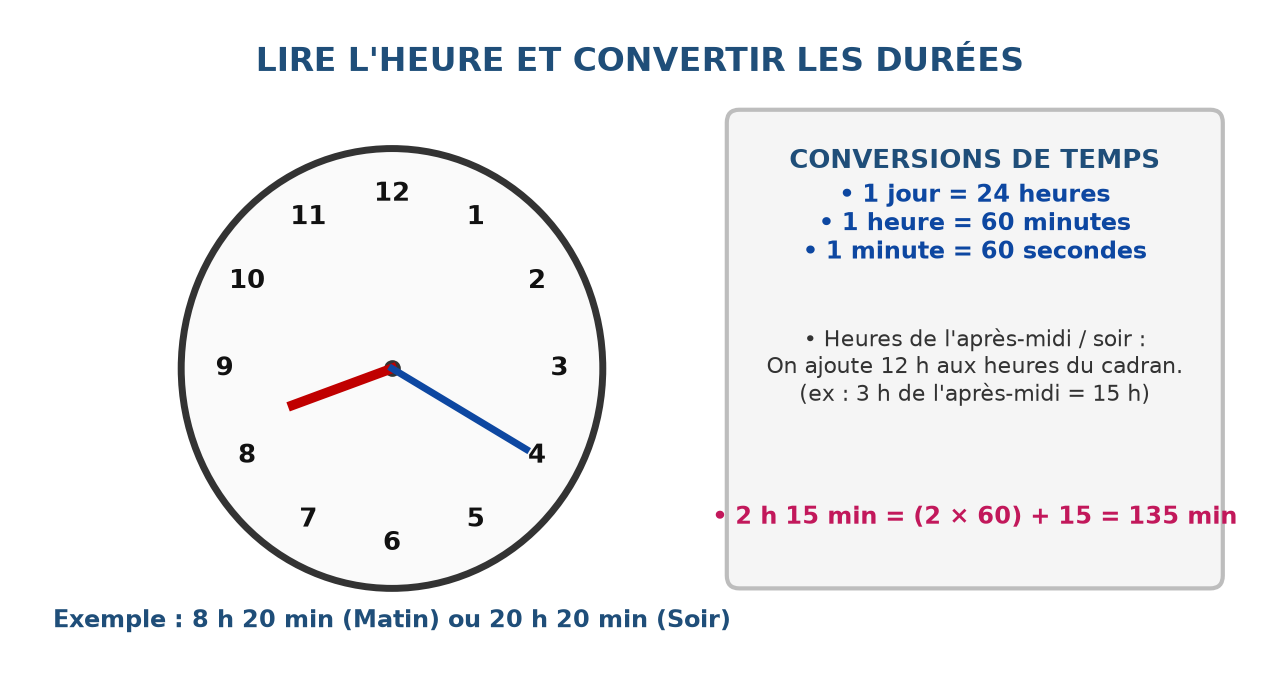 LIRE L'HEURE ET CONVERTIR LES DURÉES
12
11
1
10
2
9
3
8
4
7
5
6
Exemple : 8 h 20 min (Matin) ou 20 h 20 min (Soir)
CONVERSIONS DE TEMPS
• 1 jour = 24 heures
• 1 heure = 60 minutes
• 1 minute = 60 secondes
• Heures de l'après-midi / soir :
On ajoute 12 h aux heures du cadran.
(ex : 3 h de l'après-midi = 15 h)
• 2 h 15 min = (2 × 60) + 15 = 135 min